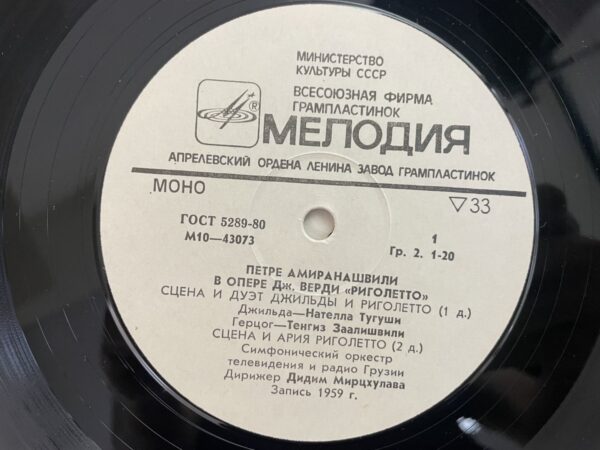 МИНИСТЕРСТВО
КУЛЬТУРЫ СССР
ВСЕСОЮЗНАЯ ФИРМА
ГРАМПЛАСТИНОК
®
МЕЛОДИЯ
АПРЕЛЕВСКИЙ ОРДЕНА ЛЕНИНА ЗАВОД ГРАМПЛАСТИНОК
МОНО
▽33
ГОСТ 5289-80
М10—43073
1
Гр. 2. 1-20
ПЕТРЕ АМИРАНАШВИЛИ
В ОПЕРЕ Дж. ВЕРДИ «РИГОЛЕТТО»
СЦЕНА И ДУЭТ ДЖИЛЬДЫ И РИГОЛЕТТО (1 д.)
Джильда—Нателла Тугуши
Герцог—Тенгиз Заалишвили
СЦЕНА И АРИЯ РИГОЛЕТТО (2 д.)
Симфонический оркестр
телевидения и радио Грузии
Дирижер Дидим Мирцхулава
Запись 1959 г.